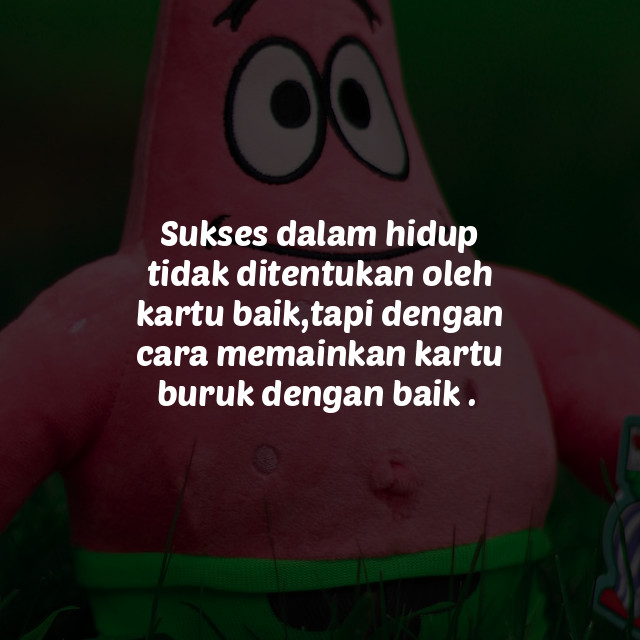 Sukses dalam hidup
tidak ditentukan oleh
kartu baik,tapi dengan
cara memainkan kartu
buruk dengan baik .